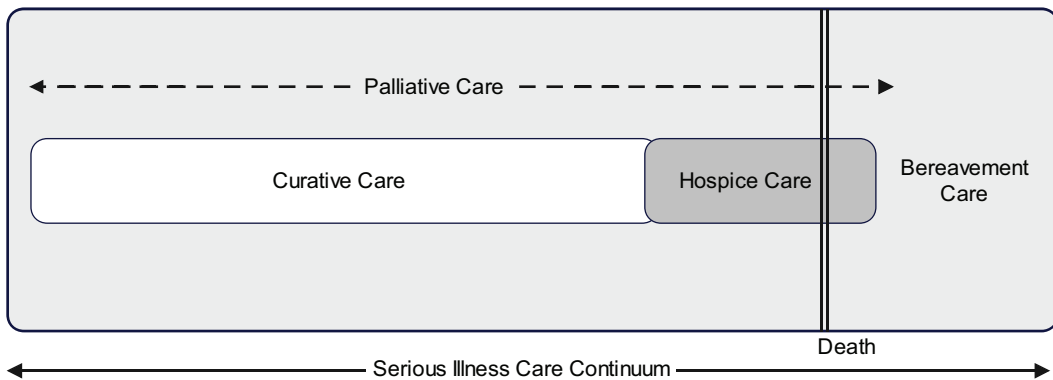 Palliative Care
Curative Care
Hospice Care
Bereavement
Care
Death
Serious Illness Care Continuum